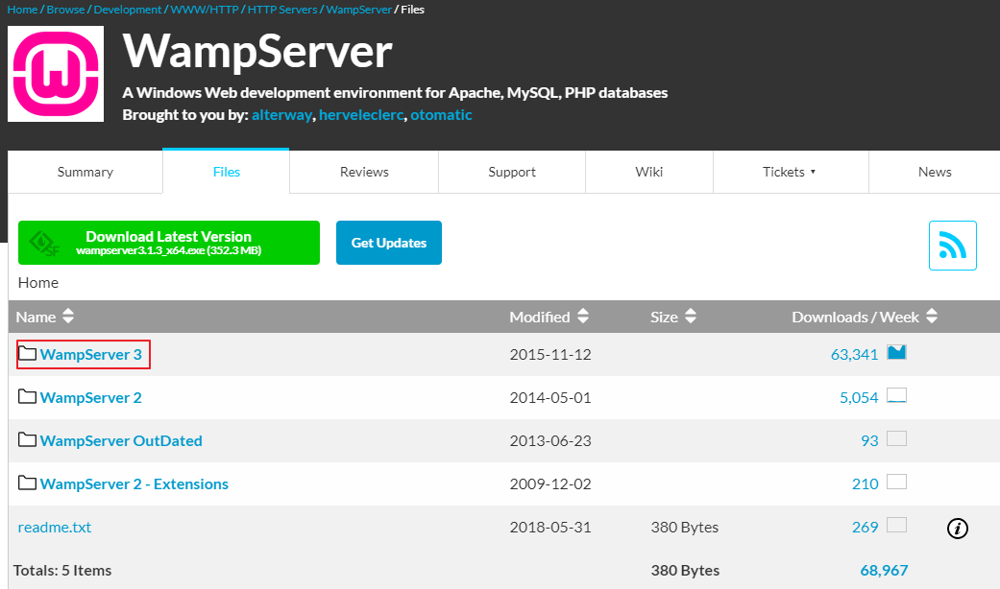 Home / Browse / Development / WWW/HTTP / HTTP Servers / WampServer / Files
WampServer
A Windows Web development environment for Apache, MySQL, PHP databases
Brought to you by: alterway, herveleclerc, otomatic
Summary Files Reviews Support Wiki Tickets News
Download Latest Version
wampserver3.1.3_x64.exe (352.3 MB)
SF
Get Updates
Home
Name Modified Size Downloads / Week
WampServer 3 2015-11-12 63,341
WampServer 2 2014-05-01 5,054
WampServer OutDated 2013-06-23 93
WampServer 2 - Extensions 2009-12-02 210
readme.txt 2018-05-31 380 Bytes 269 i
Totals: 5 Items 380 Bytes 68,967